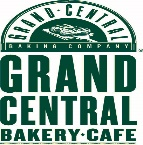 GRAND·CENTRAL
BAKING COMPANY
GRAND
CENTRAL
BAKERY·CAFE